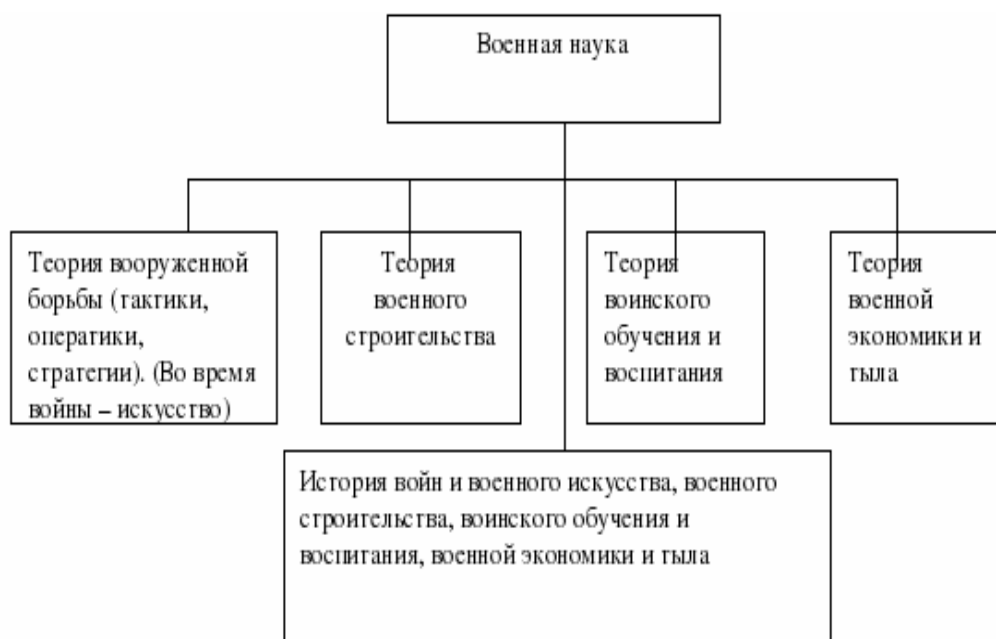 Военная наука
Теория вооруженной
борьбы (тактики,
оператики,
стратегии). (Во время
войны – искусство)
Теория
военного
строительства
Теория
воинского
обучения и
воспитания
Теория
военной
экономики и
тыла
История войн и военного искусства, военного
строительства, воинского обучения и
воспитания, военной экономики и тыла